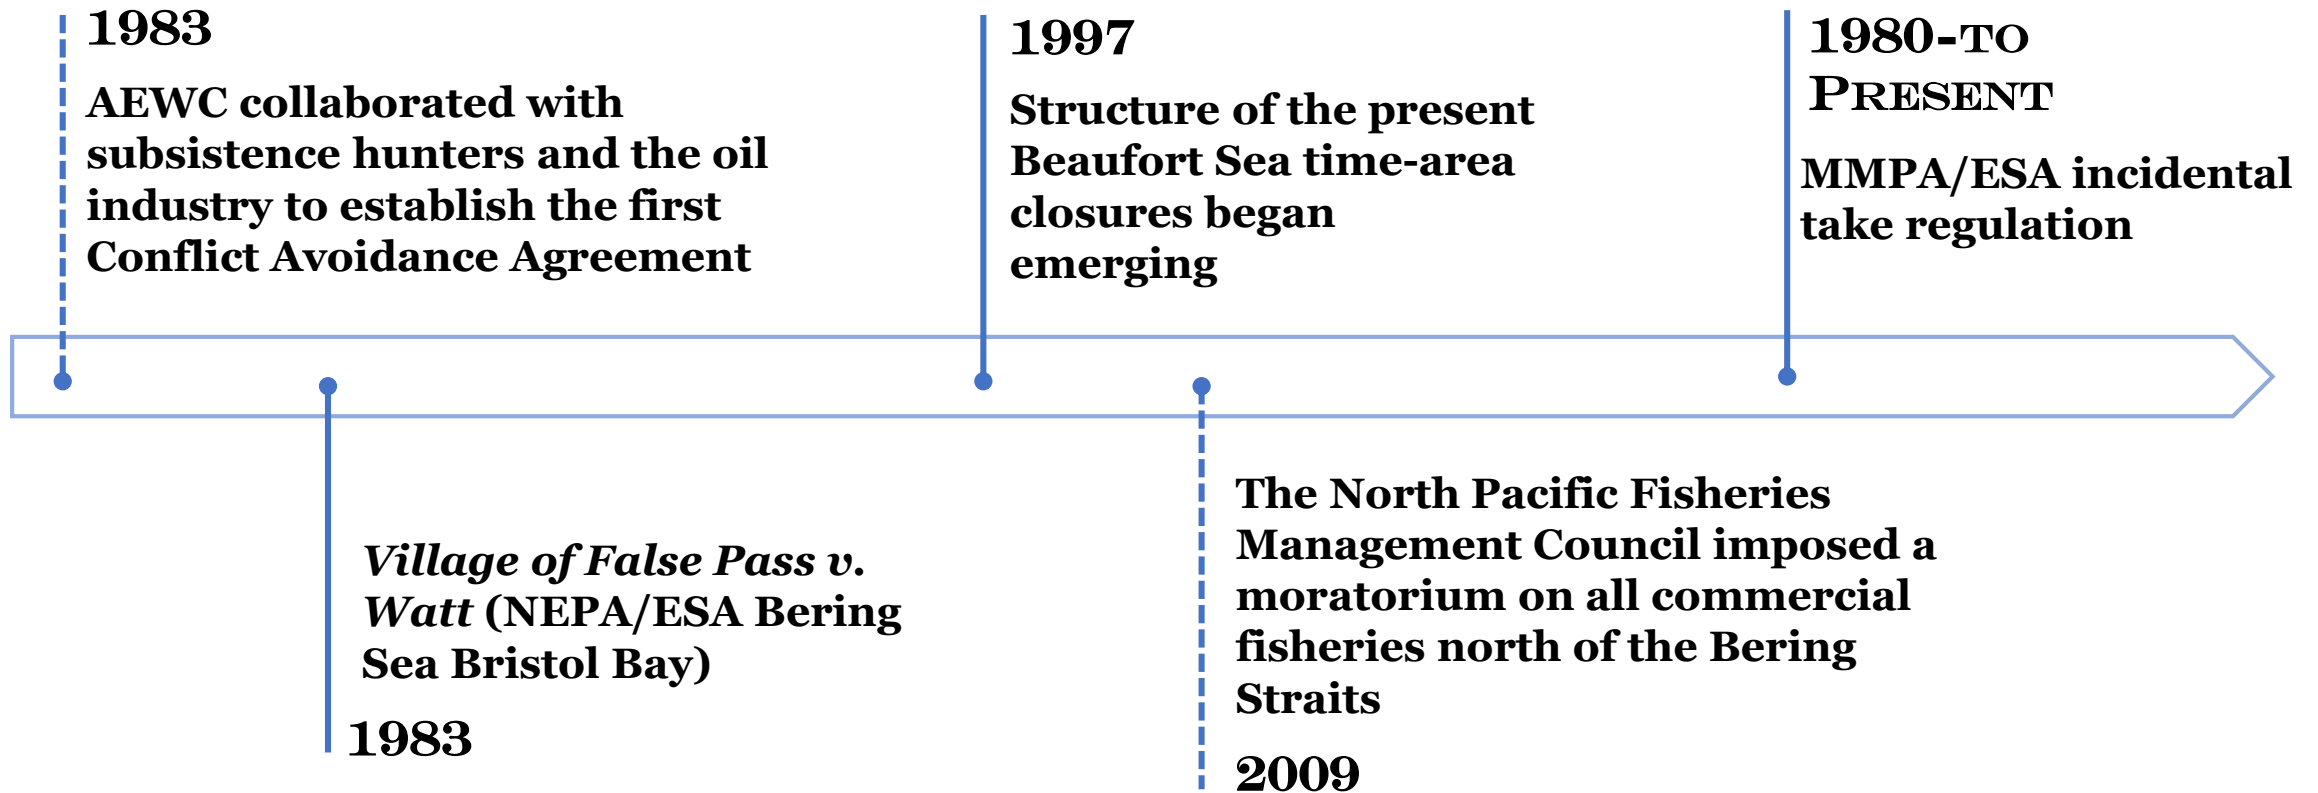 1983
AEWC collaborated with
subsistence hunters and the oil
industry to establish the first
Conflict Avoidance Agreement
Village of False Pass v.
Watt (NEPA/ESA Bering
Sea Bristol Bay)
1983
1997
Structure of the present
Beaufort Sea time-area
closures began
emerging
The North Pacific Fisheries
Management Council imposed a
moratorium on all commercial
fisheries north of the Bering
Straits
2009
1980-TO
PRESENT
MMPA/ESA incidental
take regulation